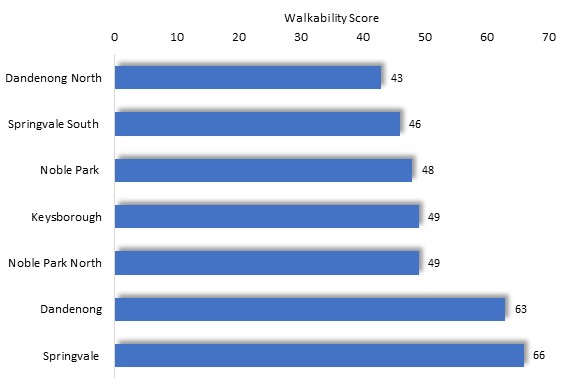 Walkability Score
0 10 20 30 40 50 60 70
Dandenong North 43
Springvale South 46
Noble Park 48
Keysborough 49
Noble Park North 49
Dandenong 63
Springvale 66